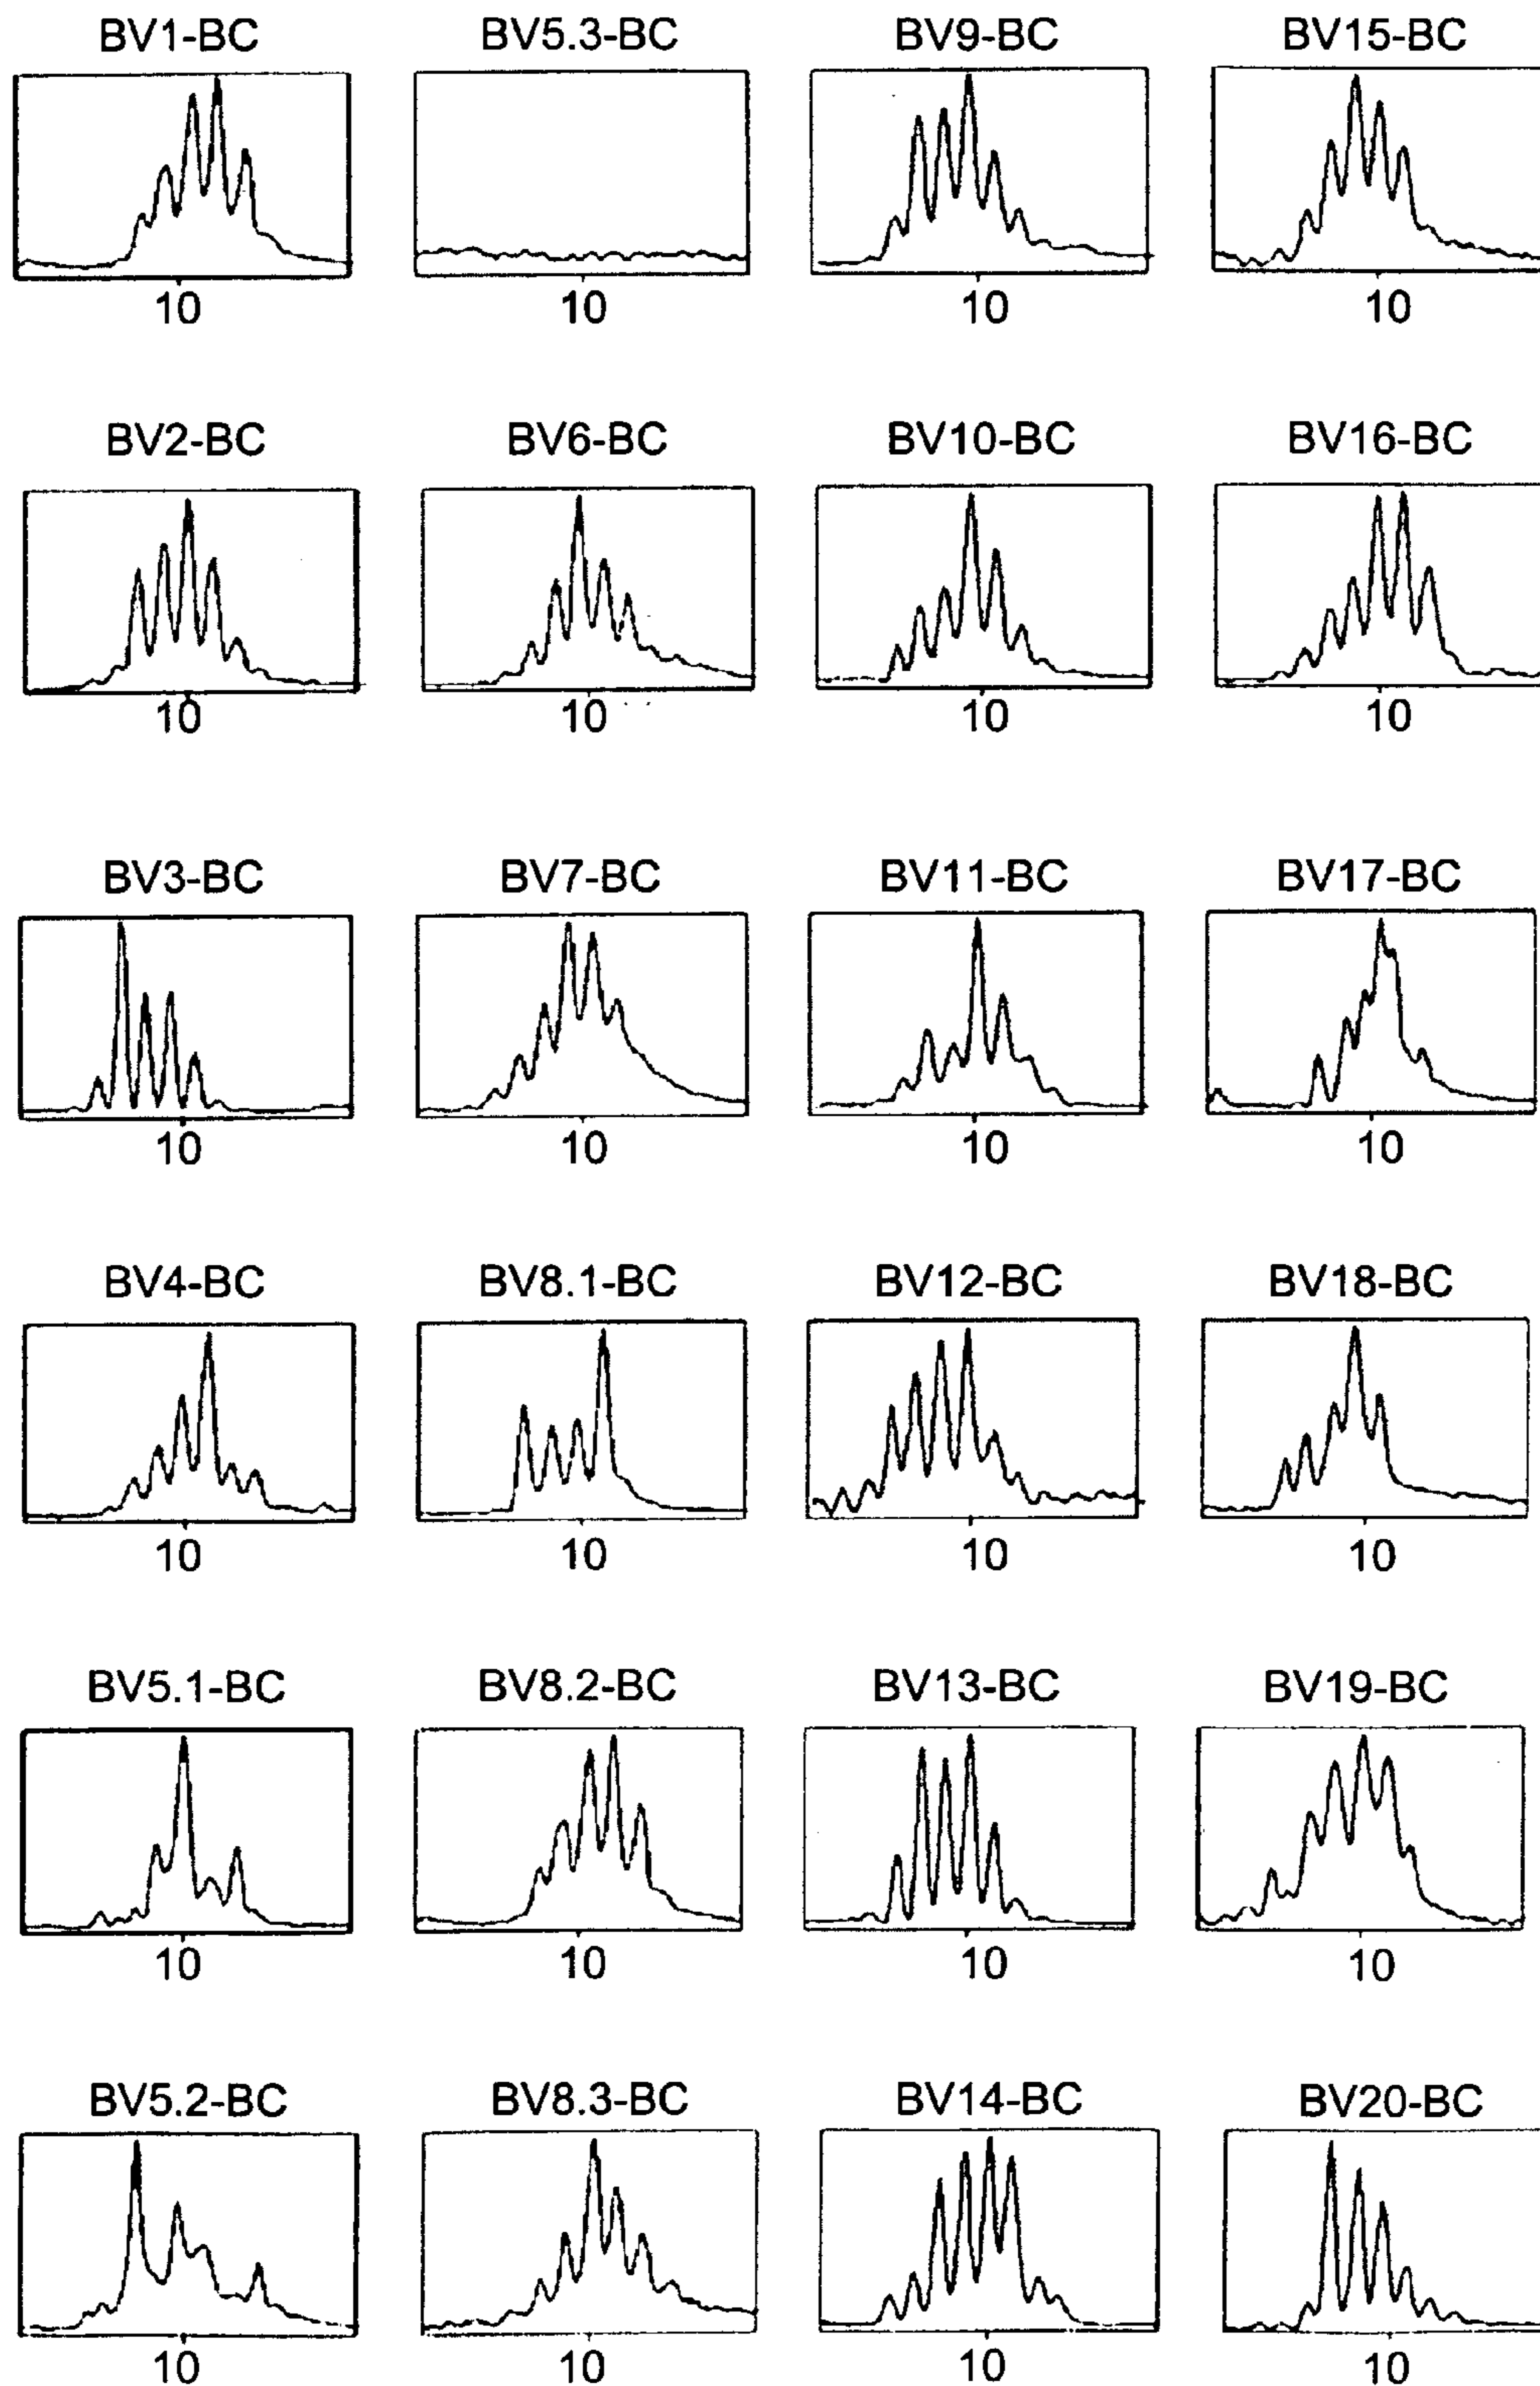 BV1-BC BV5.3-BC BV9-BC BV15-BC
10 10 10 10
BV2-BC BV6-BC BV10-BC BV16-BC
10 10 10 10
BV3-BC BV7-BC BV11-BC BV17-BC
10 10 10 10
BV4-BC BV8.1-BC BV12-BC BV18-BC
10 10 10 10
BV5.1-BC BV8.2-BC BV13-BC BV19-BC
10 10 10 10
BV5.2-BC BV8.3-BC BV14-BC BV20-BC
10 10 10 10